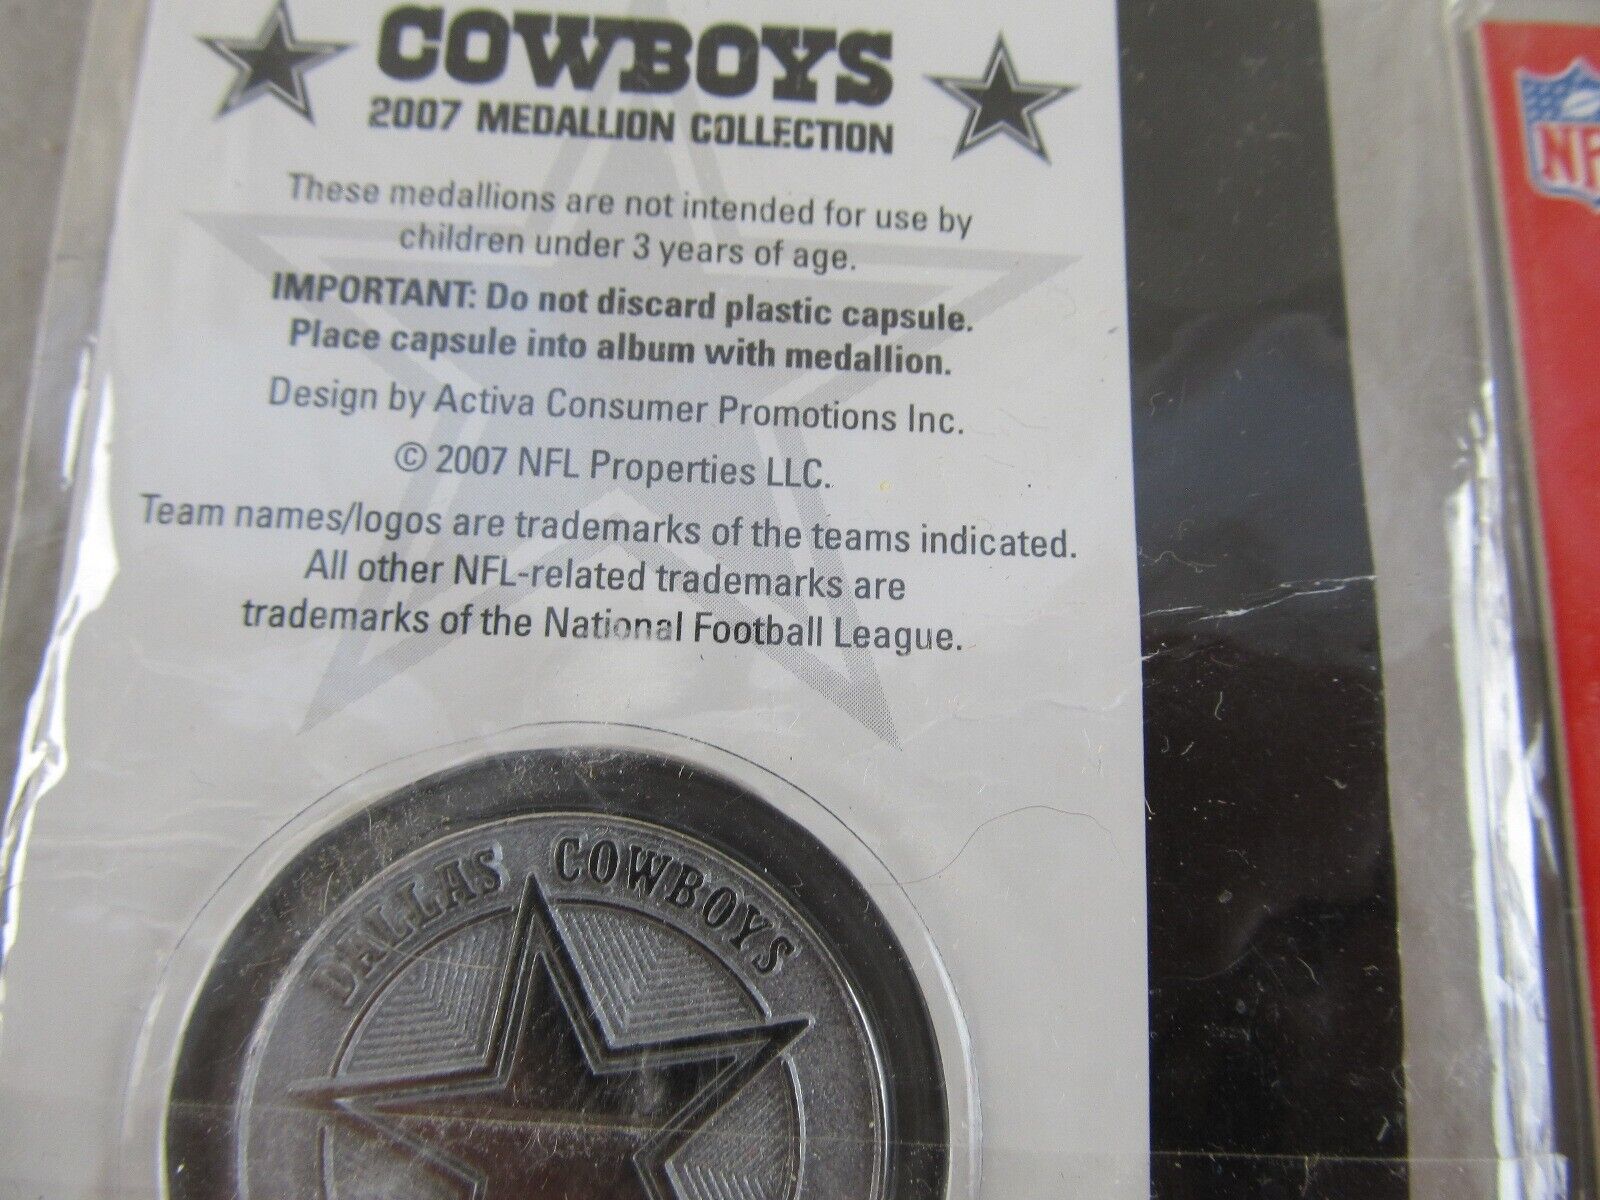 COWBOYS
2007 MEDALLION COLLECTION
These medallions are not intended for use by
children under 3 years of age.
IMPORTANT: Do not discard plastic capsule.
Place capsule into album with medallion.
Design by Activa Consumer Promotions Inc.
© 2007 NFL Properties LLC.
Team names/logos are trademarks of the teams indicated.
All other NFL-related trademarks are
trademarks of the National Football League.
DALLAS COWBOYS